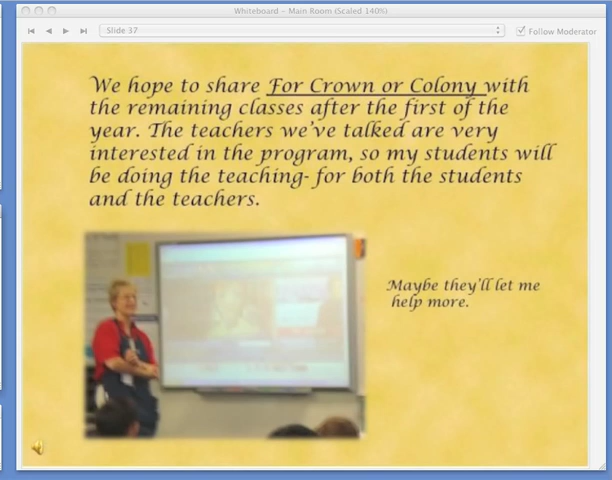 Whiteboard - Main Room (Scaled 140%)
Slide 37
Follow Moderator
We hope to share For Crown or Colony with
the remaining classes after the first of the
year. The teachers we've talked are very
interested in the program, so my students will
be doing the teaching- for both the students
and the teachers.
Maybe they'll let me
help more.